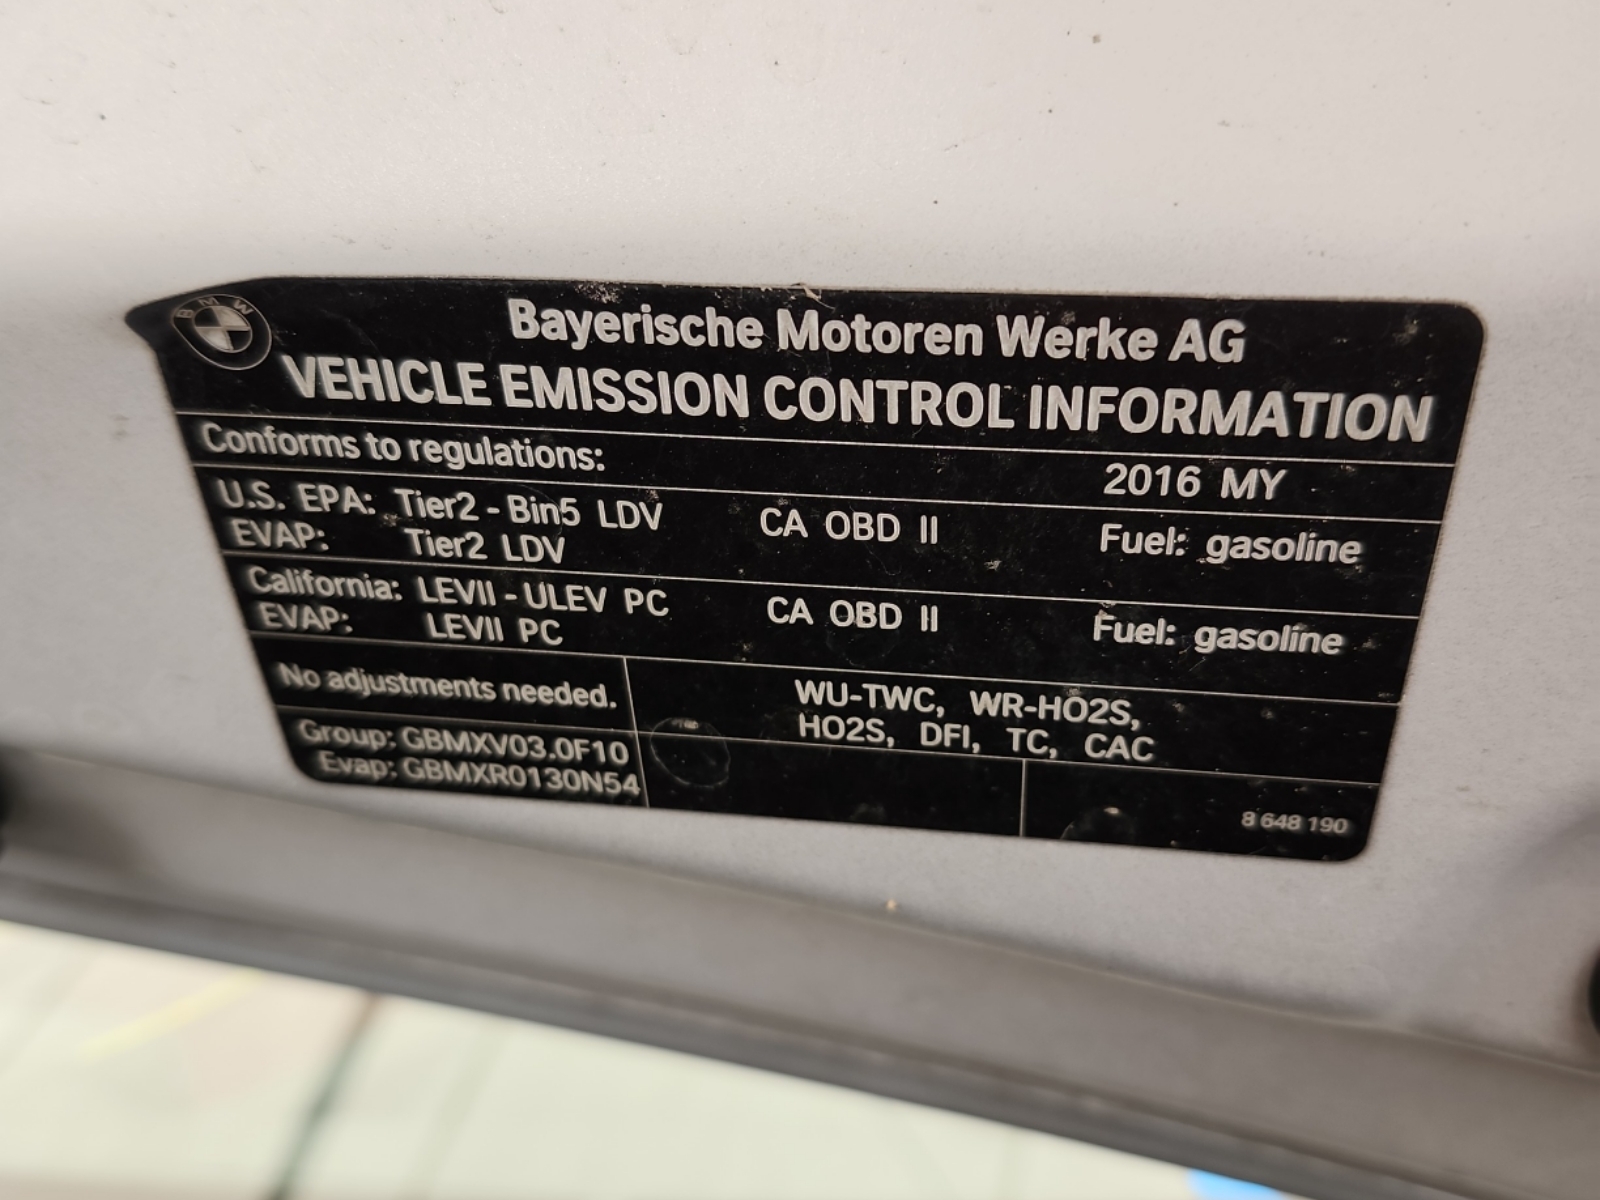 BMW
Bayerische Motoren Werke AG
VEHICLE EMISSION CONTROL INFORMATION
Conforms to regulations: 2016 MY
U.S. EPA: Tier2 - Bin5 LDV CA OBD II Fuel: gasoline
EVAP: Tier2 LDV
California: LEVII - ULEV PC CA OBD II Fuel: gasoline
EVAP: LEVII PC
No adjustments needed. WU-TWC, WR-HO2S,
HO2S, DFI, TC, CAC
Group: GBMXV03.0F10
Evap: GBMXR0130N54
8 648 190